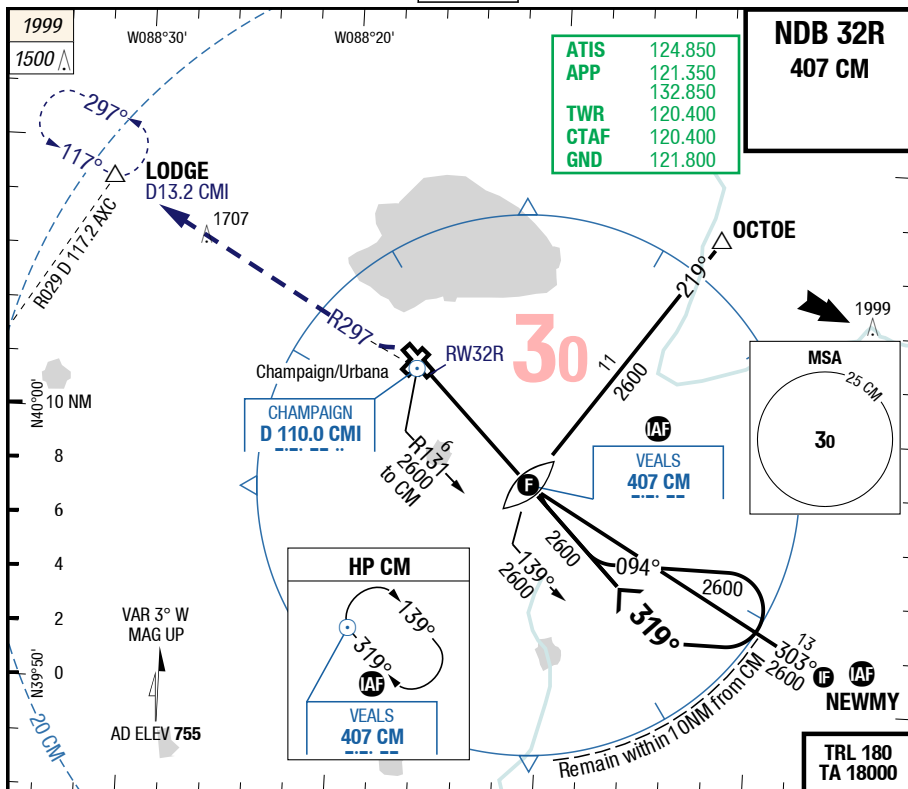 1999
1500
W088°30'
W088°20'
NDB 32R
407 CM
ATIS 124.850
APP 121.350
132.850
TWR 120.400
CTAF 120.400
GND 121.800
297°
117°
LODGE
D13.2 CMI
1707
R029 D 117.2 AXC
OCTOE
219°
11
2600
30
1999
R297
RW32R
Champaign/Urbana
MSA
25 CM
30
N40°00'
10 NM
CHAMPAIGN
D 110.0 CMI
IAF
VEALS
407 CM
6
R131
2600
to CM
8
6
4
2
0
F
139°
2600
2600
094°
2600
319°
HP CM
139°
319°
IAF
VEALS
407 CM
VAR 3° W
MAG UP
AD ELEV 755
N39°50'
20 CM
13
303°
2600
IF
IAF
NEWMY
Remain within 10NM from CM
TRL 180
TA 18000